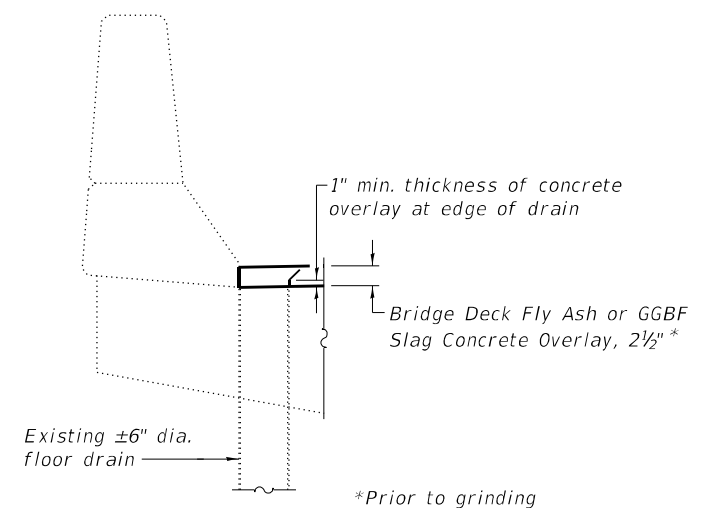 1" min. thickness of concrete
overlay at edge of drain
Bridge Deck Fly Ash or GGBF
Slag Concrete Overlay, 2½" *
Existing ±6" dia.
floor drain
*Prior to grinding